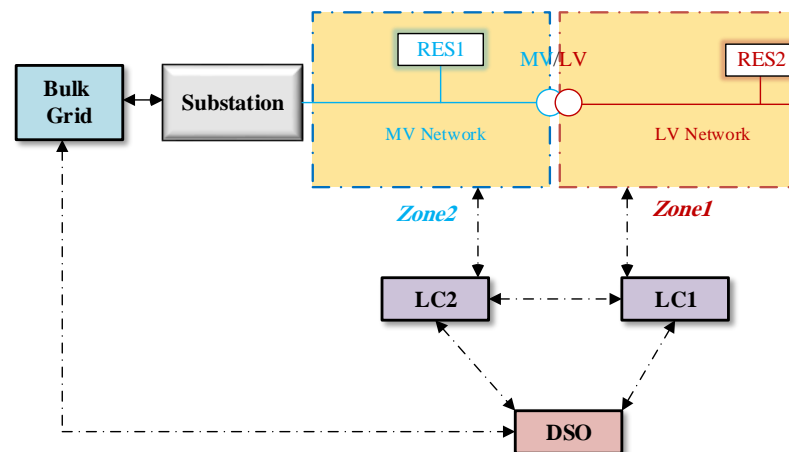 RES1
MV/LV
RES2
Bulk
Grid
Substation
MV Network
LV Network
Zone2
Zone1
LC2
LC1
DSO